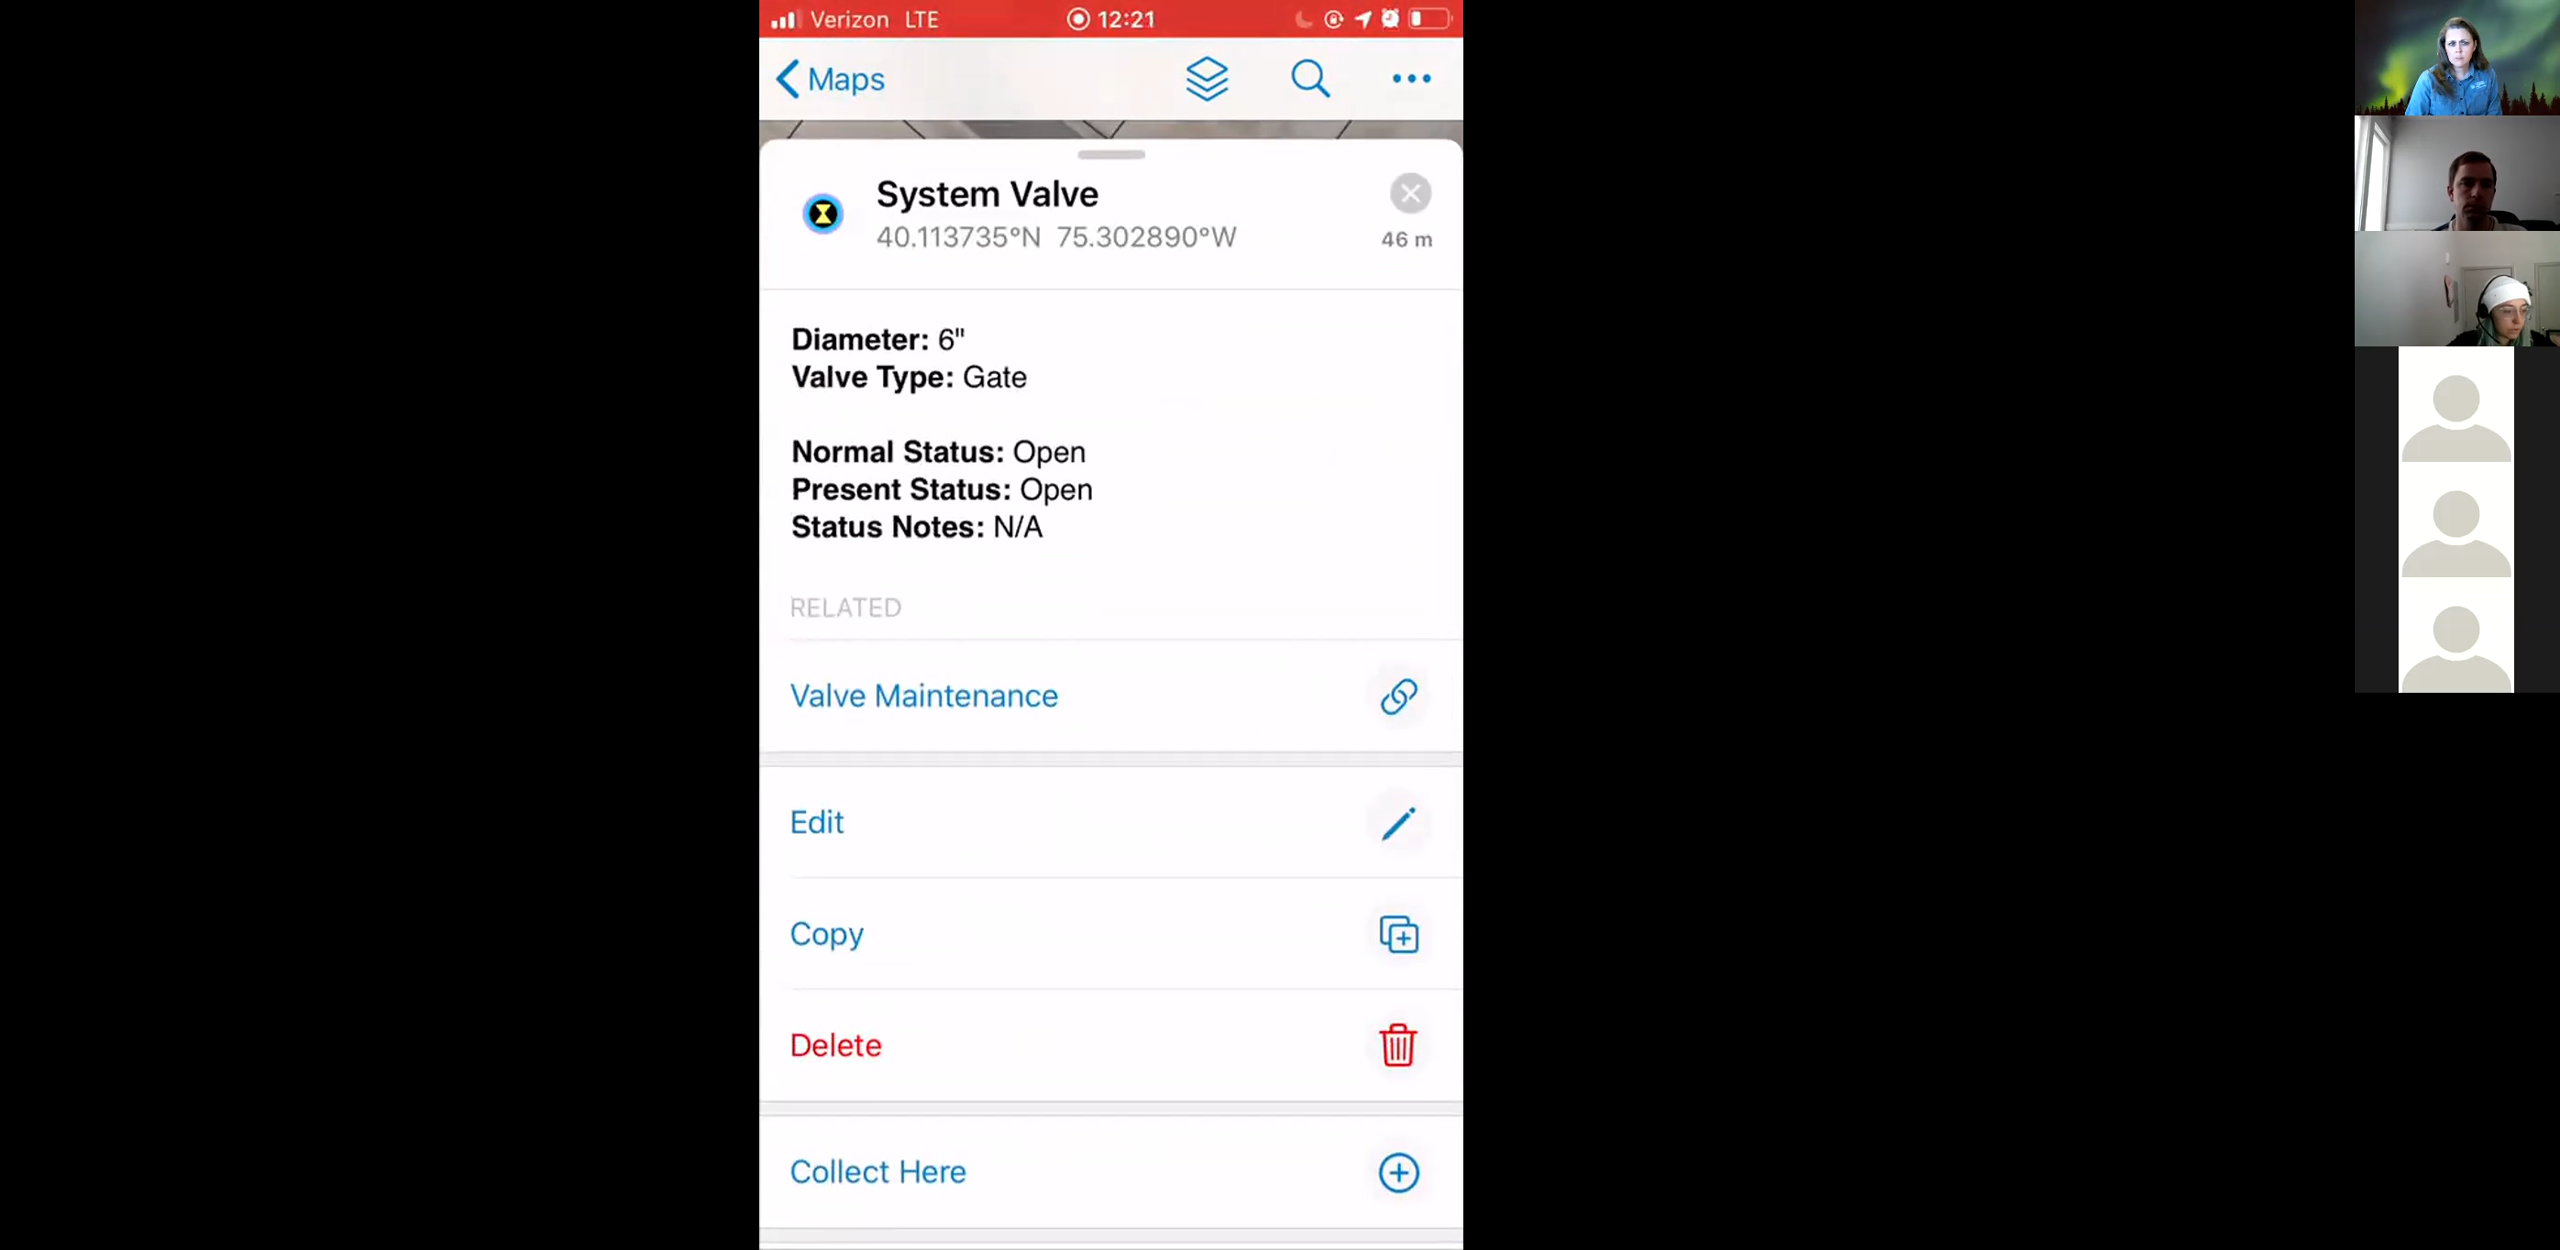 Verizon LTE 12:21
Maps
System Valve
40.113735°N 75.302890°W
46 m
Diameter: 6"
Valve Type: Gate
Normal Status: Open
Present Status: Open
Status Notes: N/A
RELATED
Valve Maintenance
Edit
Copy
Delete
Collect Here